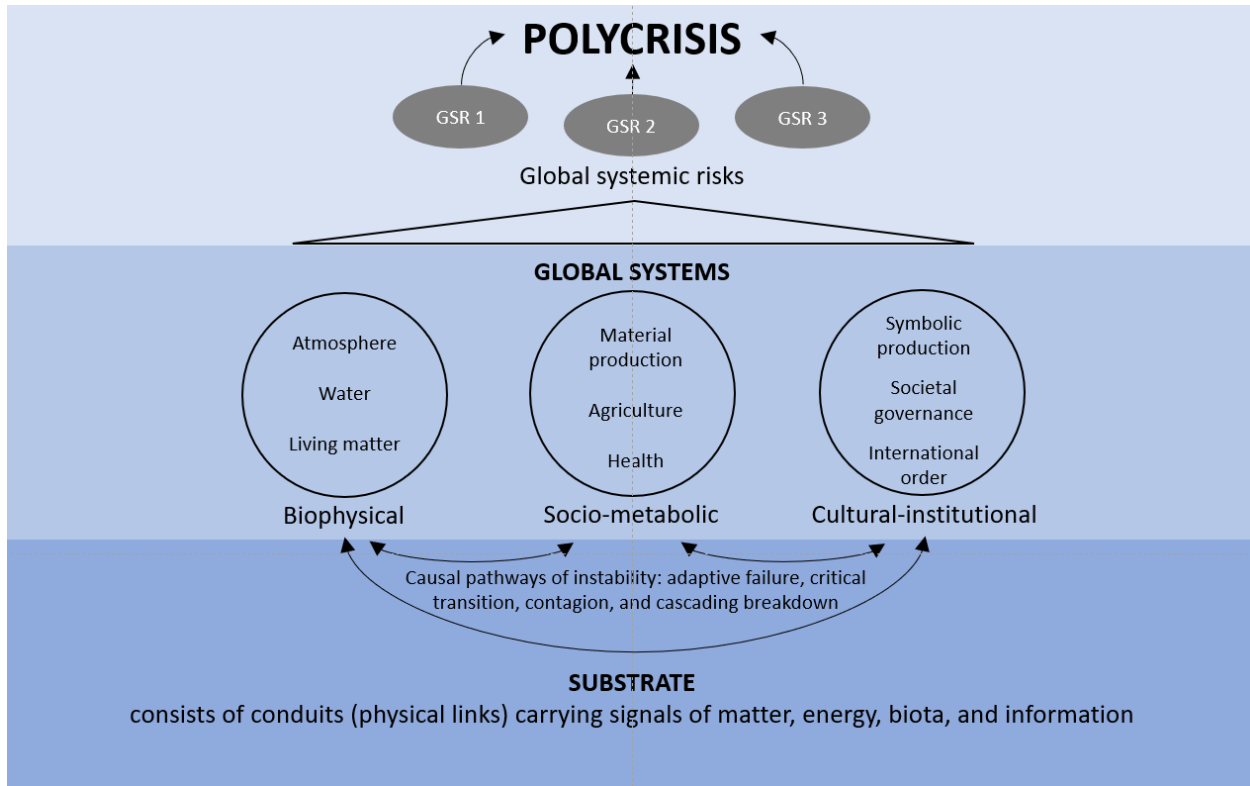 POLYCRISIS
GSR 1
GSR 2
GSR 3
Global systemic risks
GLOBAL SYSTEMS
Atmosphere
Water
Living matter
Biophysical
Material
production
Agriculture
Health
Socio-metabolic
Symbolic
production
Societal
governance
International
order
Cultural-institutional
Causal pathways of instability: adaptive failure, critical
transition, contagion, and cascading breakdown
SUBSTRATE
consists of conduits (physical links) carrying signals of matter, energy, biota, and information